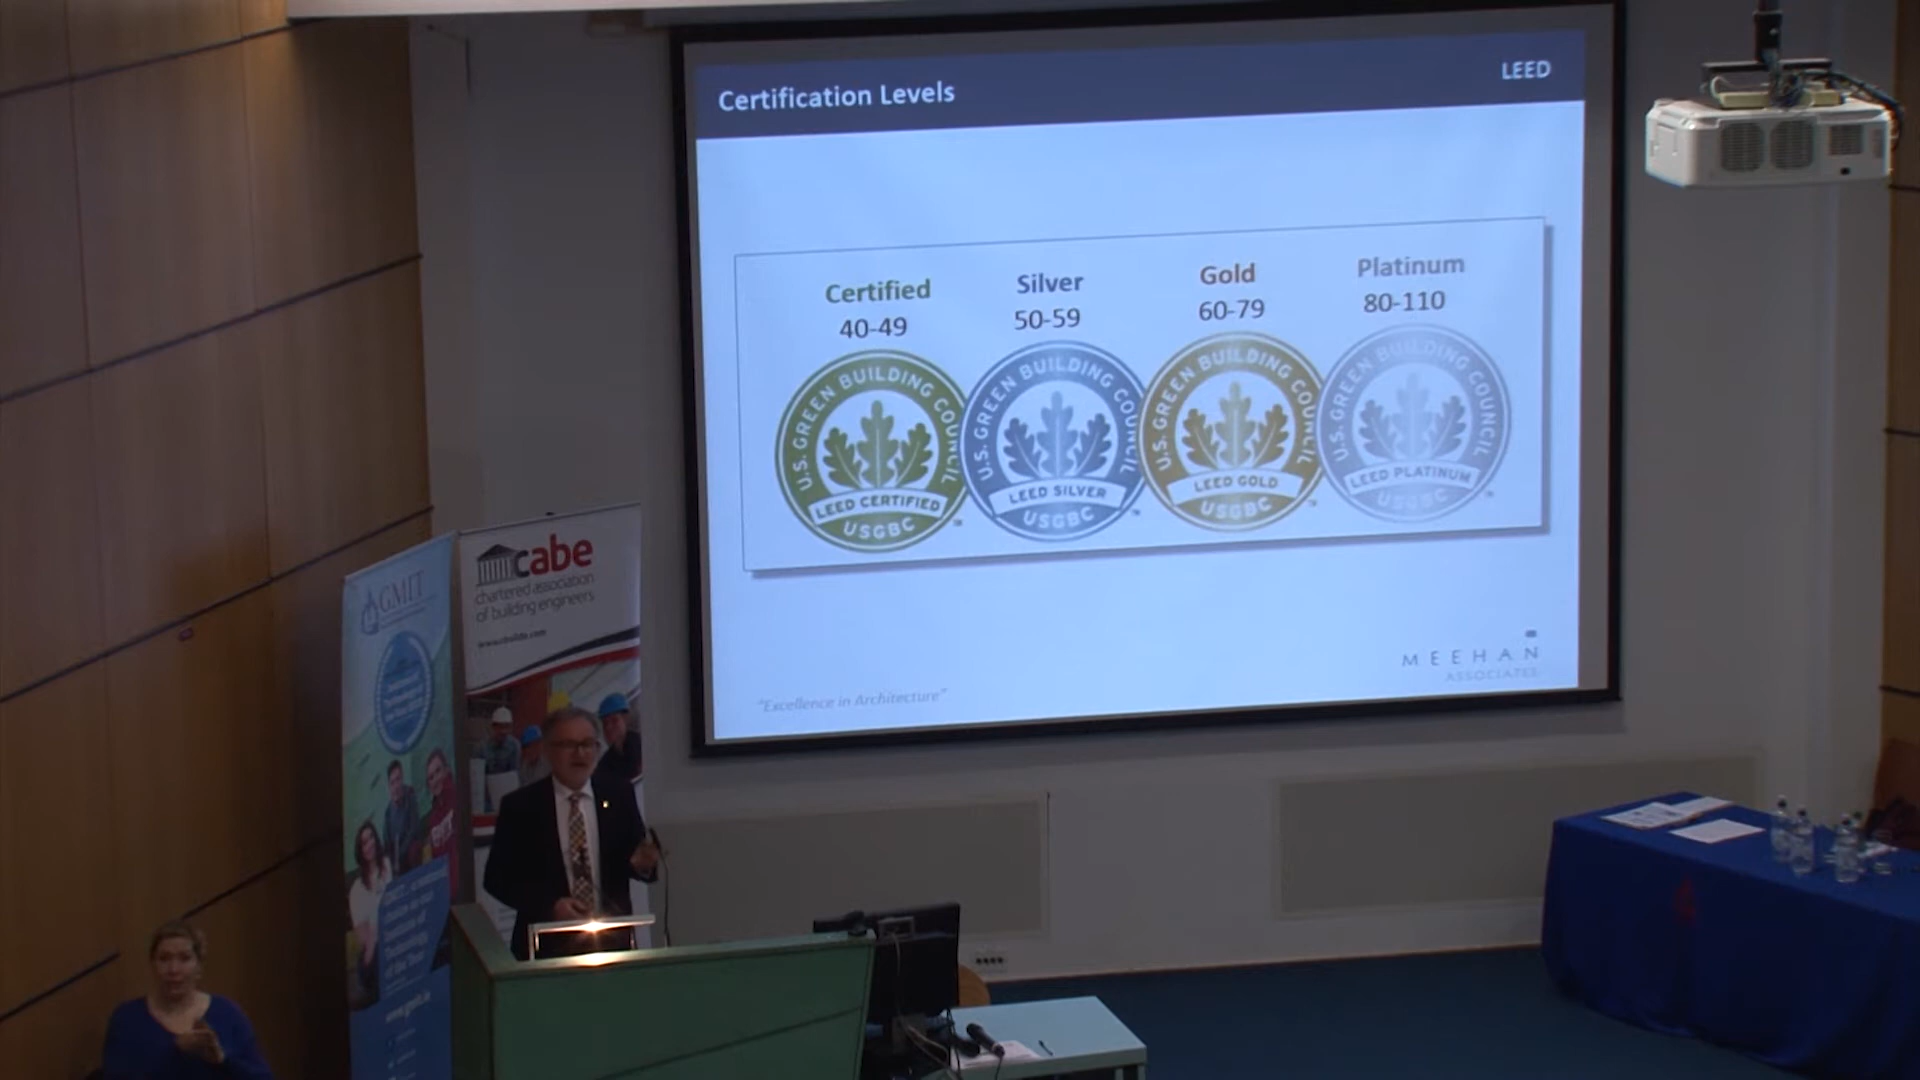 Certification Levels
LEED
Certified
40-49
Silver
50-59
Gold
60-79
Platinum
80-110
U.S. GREEN BUILDING COUNCIL
LEED CERTIFIED
USGBC
U.S. GREEN BUILDING COUNCIL
LEED SILVER
USGBC
U.S. GREEN BUILDING COUNCIL
LEED GOLD
USGBC
U.S. GREEN BUILDING COUNCIL
LEED PLATINUM
USGBC
MEEHAN
ASSOCIATES
"Excellence in Architecture"
cabe
chartered association
of building engineers
GMIT